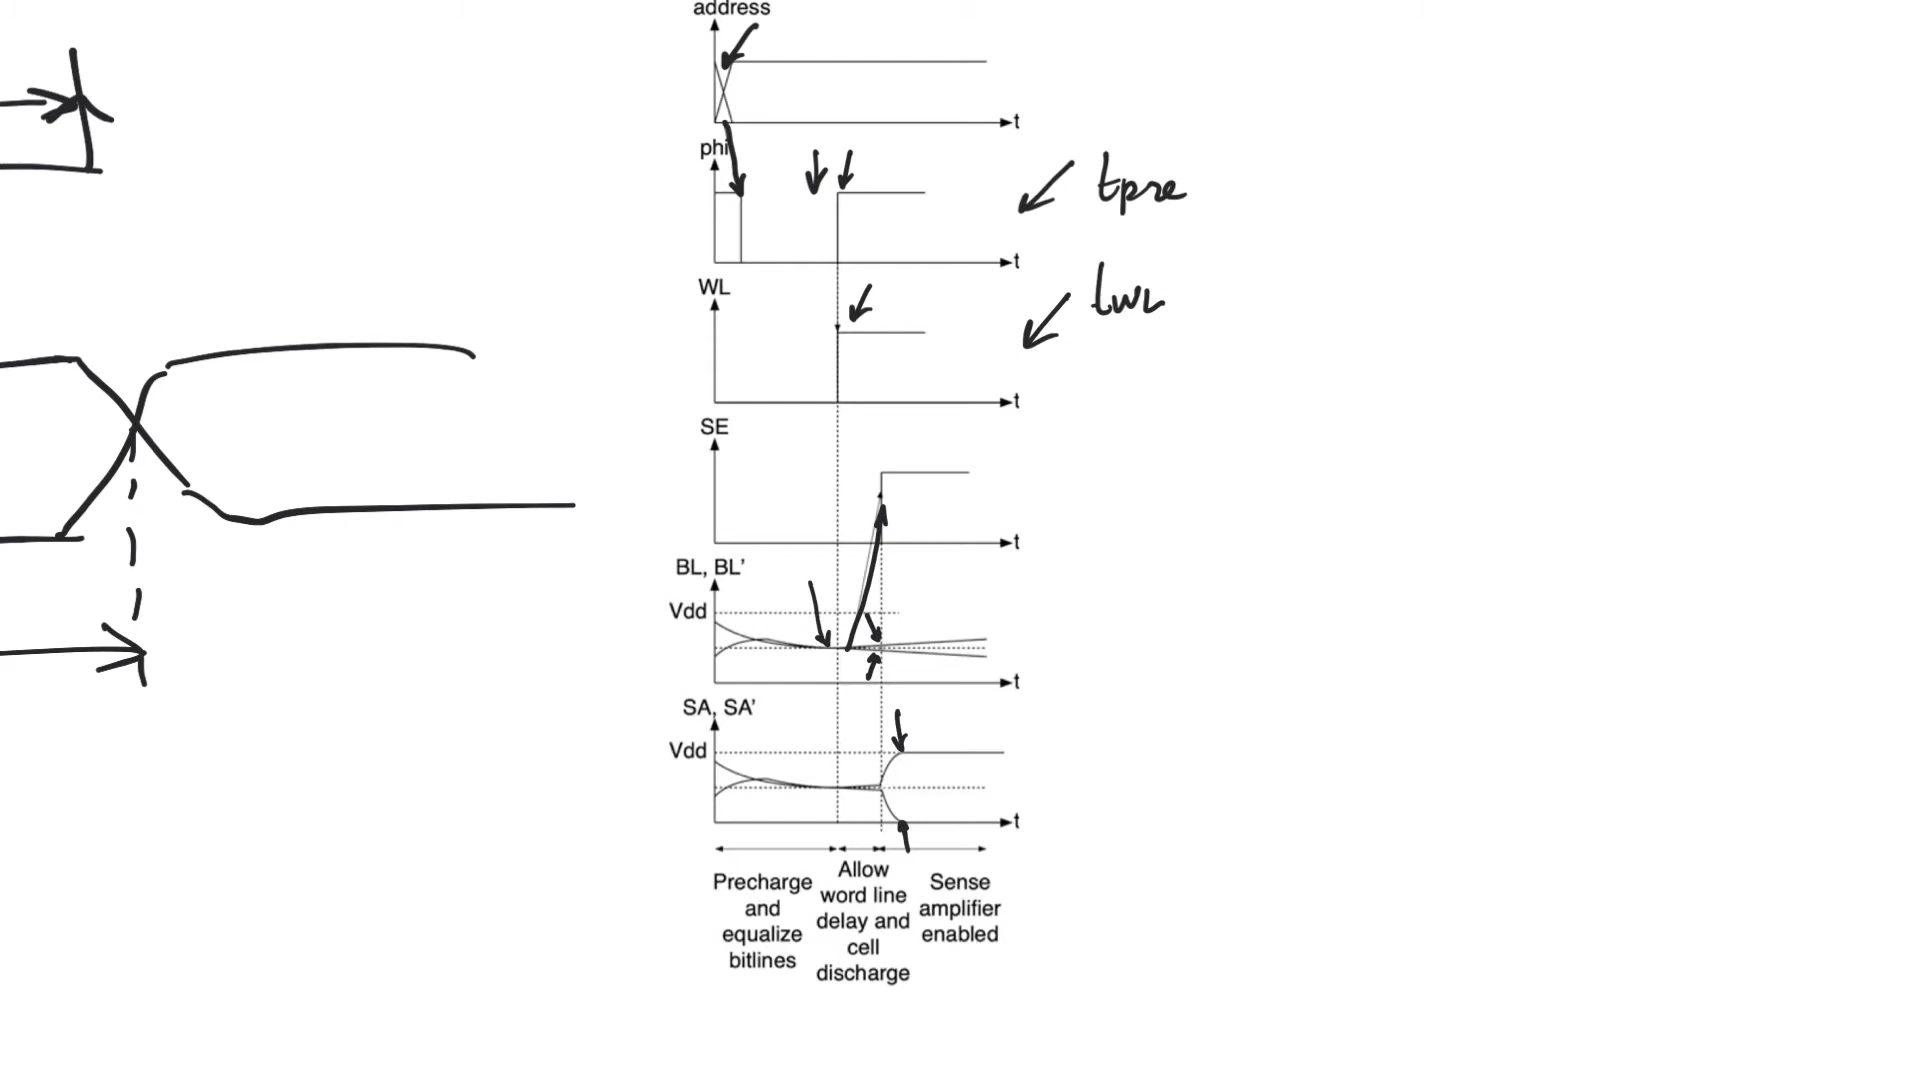 address
t
phi
tpre
t
WL
twL
t
SE
t
BL, BL'
Vdd
t
SA, SA'
Vdd
t
Precharge
and
equalize
bitlines
Allow
word line
delay and
cell
discharge
Sense
amplifier
enabled